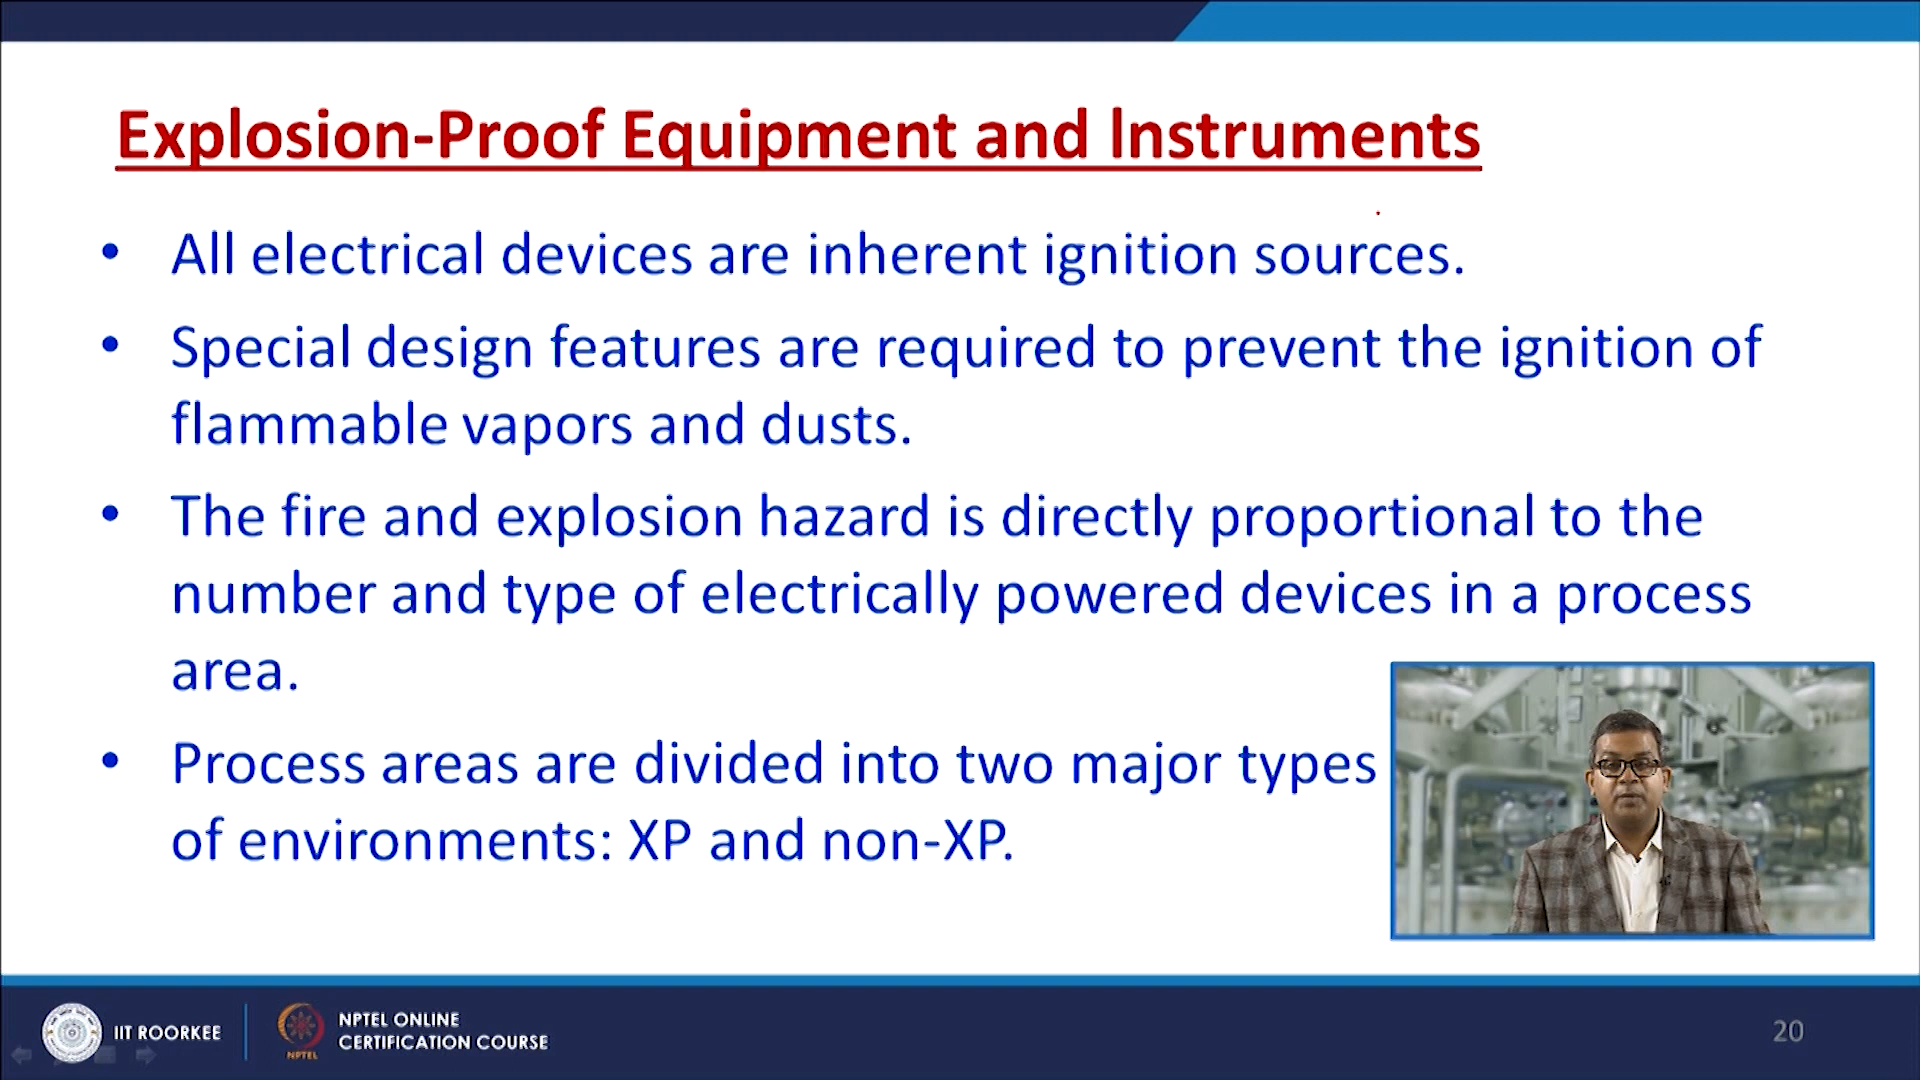 Explosion-Proof Equipment and Instruments
• All electrical devices are inherent ignition sources.
• Special design features are required to prevent the ignition of
flammable vapors and dusts.
• The fire and explosion hazard is directly proportional to the
number and type of electrically powered devices in a process
area.
• Process areas are divided into two major types
of environments: XP and non-XP.
IIT ROORKEE
NPTEL
NPTEL ONLINE
CERTIFICATION COURSE
20